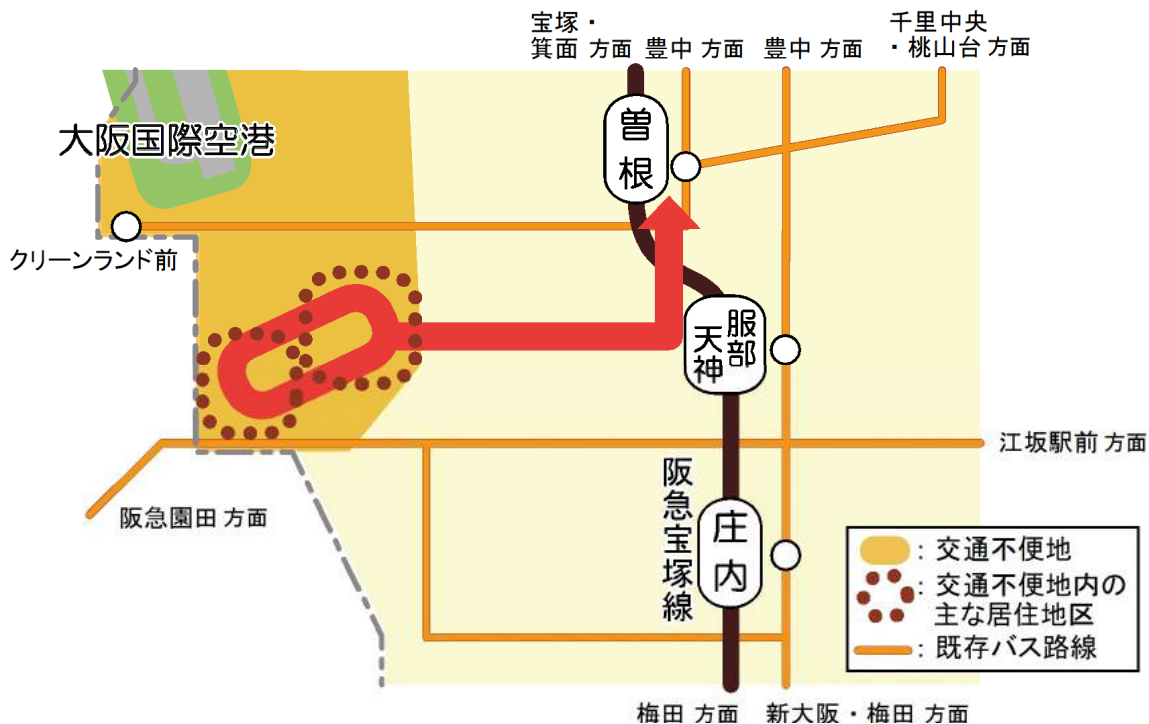 宝塚・
箕面 方面
豊中 方面
豊中 方面
千里中央
・桃山台 方面
大阪国際空港
曽根
クリーンランド前
服部
天神
江坂駅前 方面
阪急園田 方面
阪急宝塚線
庄内
：交通不便地
：交通不便地内の
主な居住地区
：既存バス路線
梅田 方面
新大阪・梅田 方面